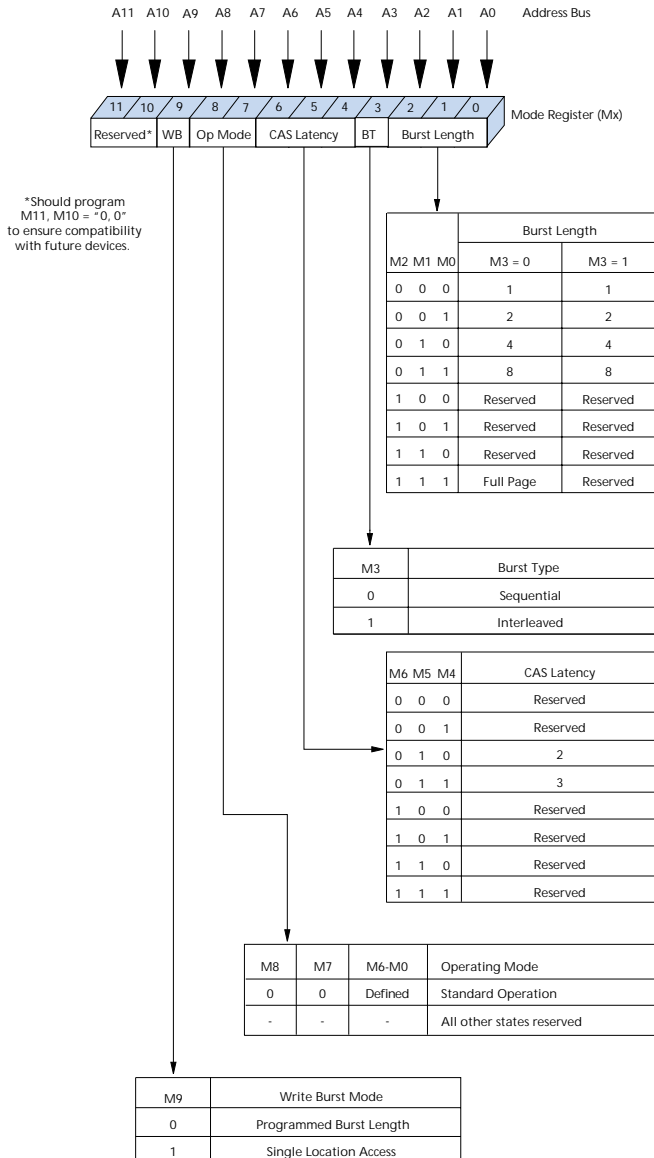 A11 A10 A9 A8 A7 A6 A5 A4 A3 A2 A1 A0 Address Bus
11 10 9 8 7 6 5 4 3 2 1 0 Mode Register (Mx)
Reserved* WB Op Mode CAS Latency BT Burst Length
*Should program
M11, M10 = “0, 0”
to ensure compatibility
with future devices.
Burst Length
M2 M1 M0 M3 = 0 M3 = 1
0 0 0 1 1
0 0 1 2 2
0 1 0 4 4
0 1 1 8 8
1 0 0 Reserved Reserved
1 0 1 Reserved Reserved
1 1 0 Reserved Reserved
1 1 1 Full Page Reserved
M3 Burst Type
0 Sequential
1 Interleaved
M6 M5 M4 CAS Latency
0 0 0 Reserved
0 0 1 Reserved
0 1 0 2
0 1 1 3
1 0 0 Reserved
1 0 1 Reserved
1 1 0 Reserved
1 1 1 Reserved
M8 M7 M6-M0 Operating Mode
0 0 Defined Standard Operation
- - - All other states reserved
M9 Write Burst Mode
0 Programmed Burst Length
1 Single Location Access